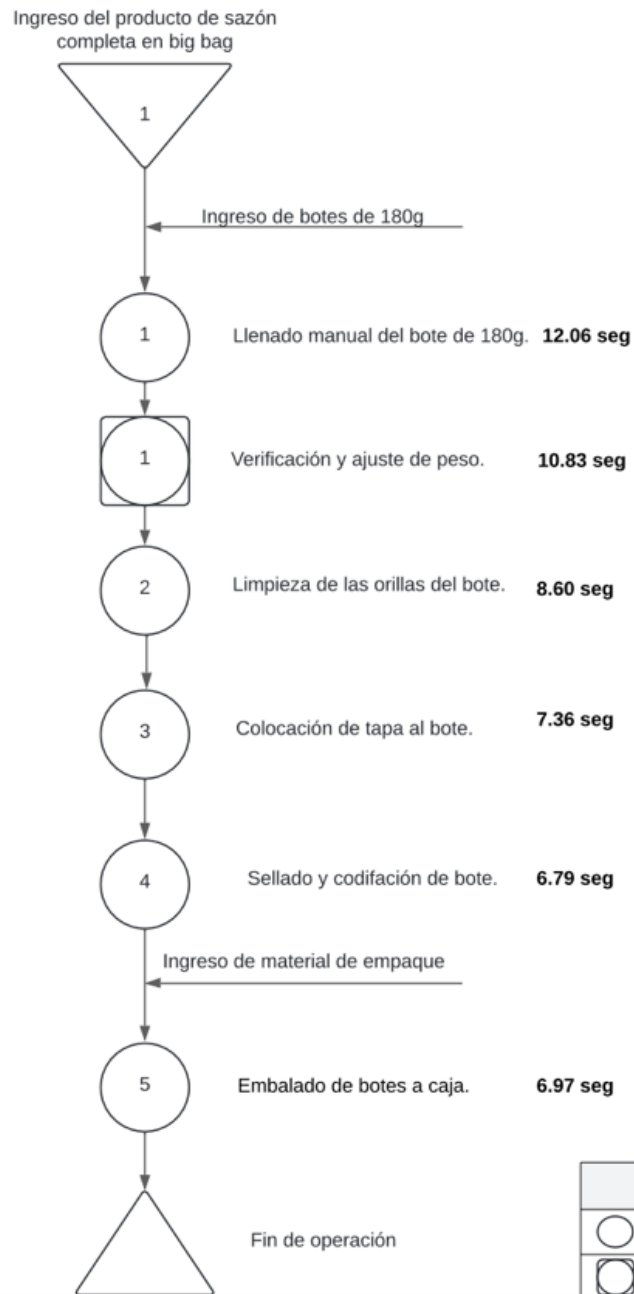 Ingreso del producto de sazón
completa en big bag
1
Ingreso de botes de 180g
1
Llenado manual del bote de 180g. 12.06 seg
1
Verificación y ajuste de peso. 10.83 seg
2
Limpieza de las orillas del bote. 8.60 seg
3
Colocación de tapa al bote. 7.36 seg
4
Sellado y codifación de bote. 6.79 seg
Ingreso de material de empaque
5
Embalado de botes a caja. 6.97 seg
Fin de operación